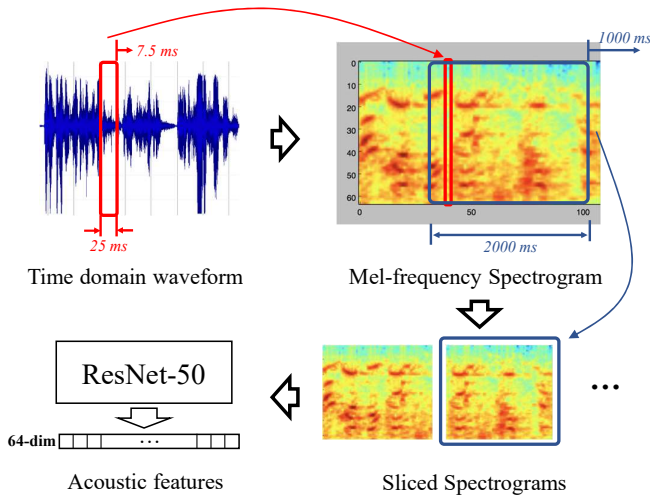 7.5 ms
1000 ms
0
10
20
30
40
50
60
0
50
100
25 ms
2000 ms
Time domain waveform
Mel-frequency Spectrogram
ResNet-50
64-dim
...
...
Acoustic features
Sliced Spectrograms